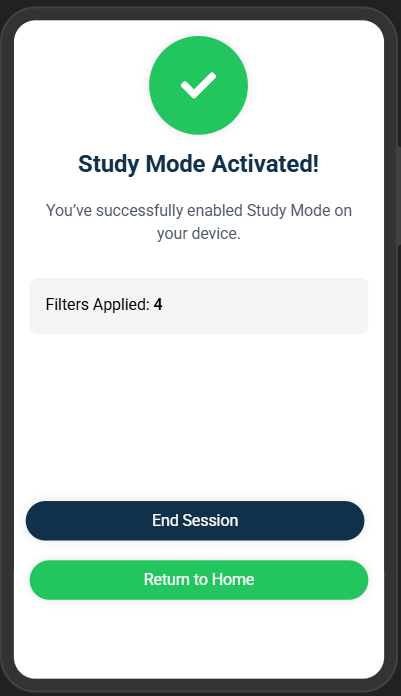 Study Mode Activated!
You’ve successfully enabled Study Mode on
your device.
Filters Applied: 4
End Session
Return to Home